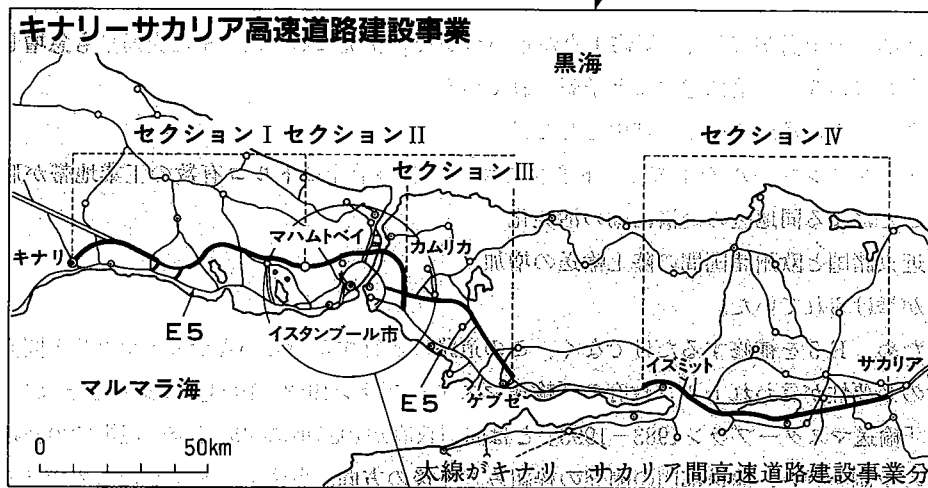 キナリーサカリア高速道路建設事業
黒海
セクションⅠ セクションⅡ
セクションⅣ
セクションⅢ
マハムトベイ
カムリカ
キナリ
E5
イスタンブール市
イズミット
サカリア
マルマラ海
E5
ゲブゼ
0 50km
太線がキナリーサカリア間高速道路建設事業分